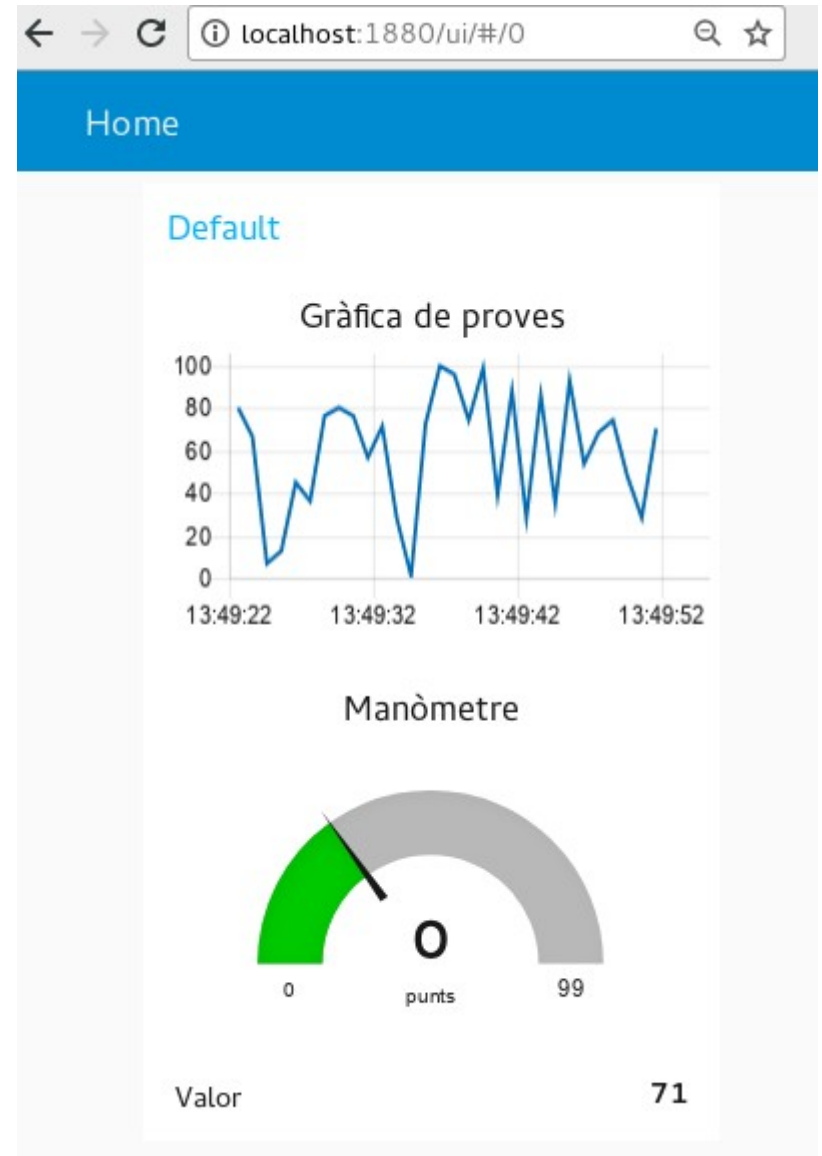 localhost:1880/ui/#/0
Home
Default
Gràfica de proves
100
80
60
40
20
0
13:49:22 13:49:32 13:49:42 13:49:52
Manòmetre
0
0 punts 99
Valor 71